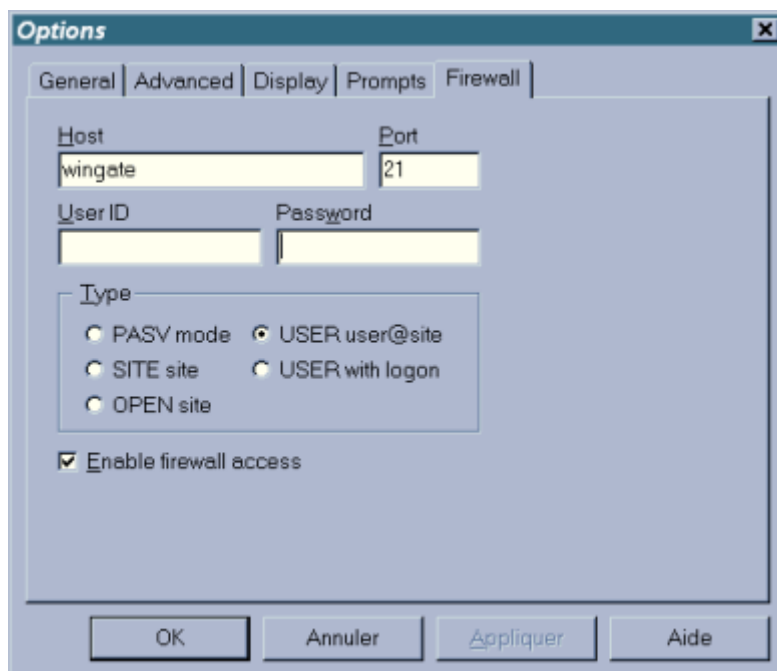 Options
General Advanced Display Prompts Firewall
Host Port
wingate 21
User ID Password
Type
PASV mode USER user@site
SITE site USER with logon
OPEN site
Enable firewall access
OK Annuler Appliquer Aide